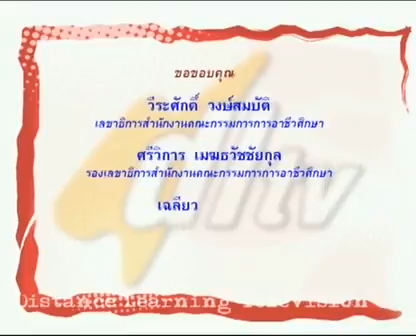 ขอขอบคุณ
วีระศักดิ์ วงษ์สมบัติ
เลขาธิการสำนักงานคณะกรรมการการอาชีวศึกษา
ศรีวิการ เมฆธวัชชัยกุล
รองเลขาธิการสำนักงานคณะกรรมการการอาชีวศึกษา
เฉลียว
dltv
Distance Learning Television